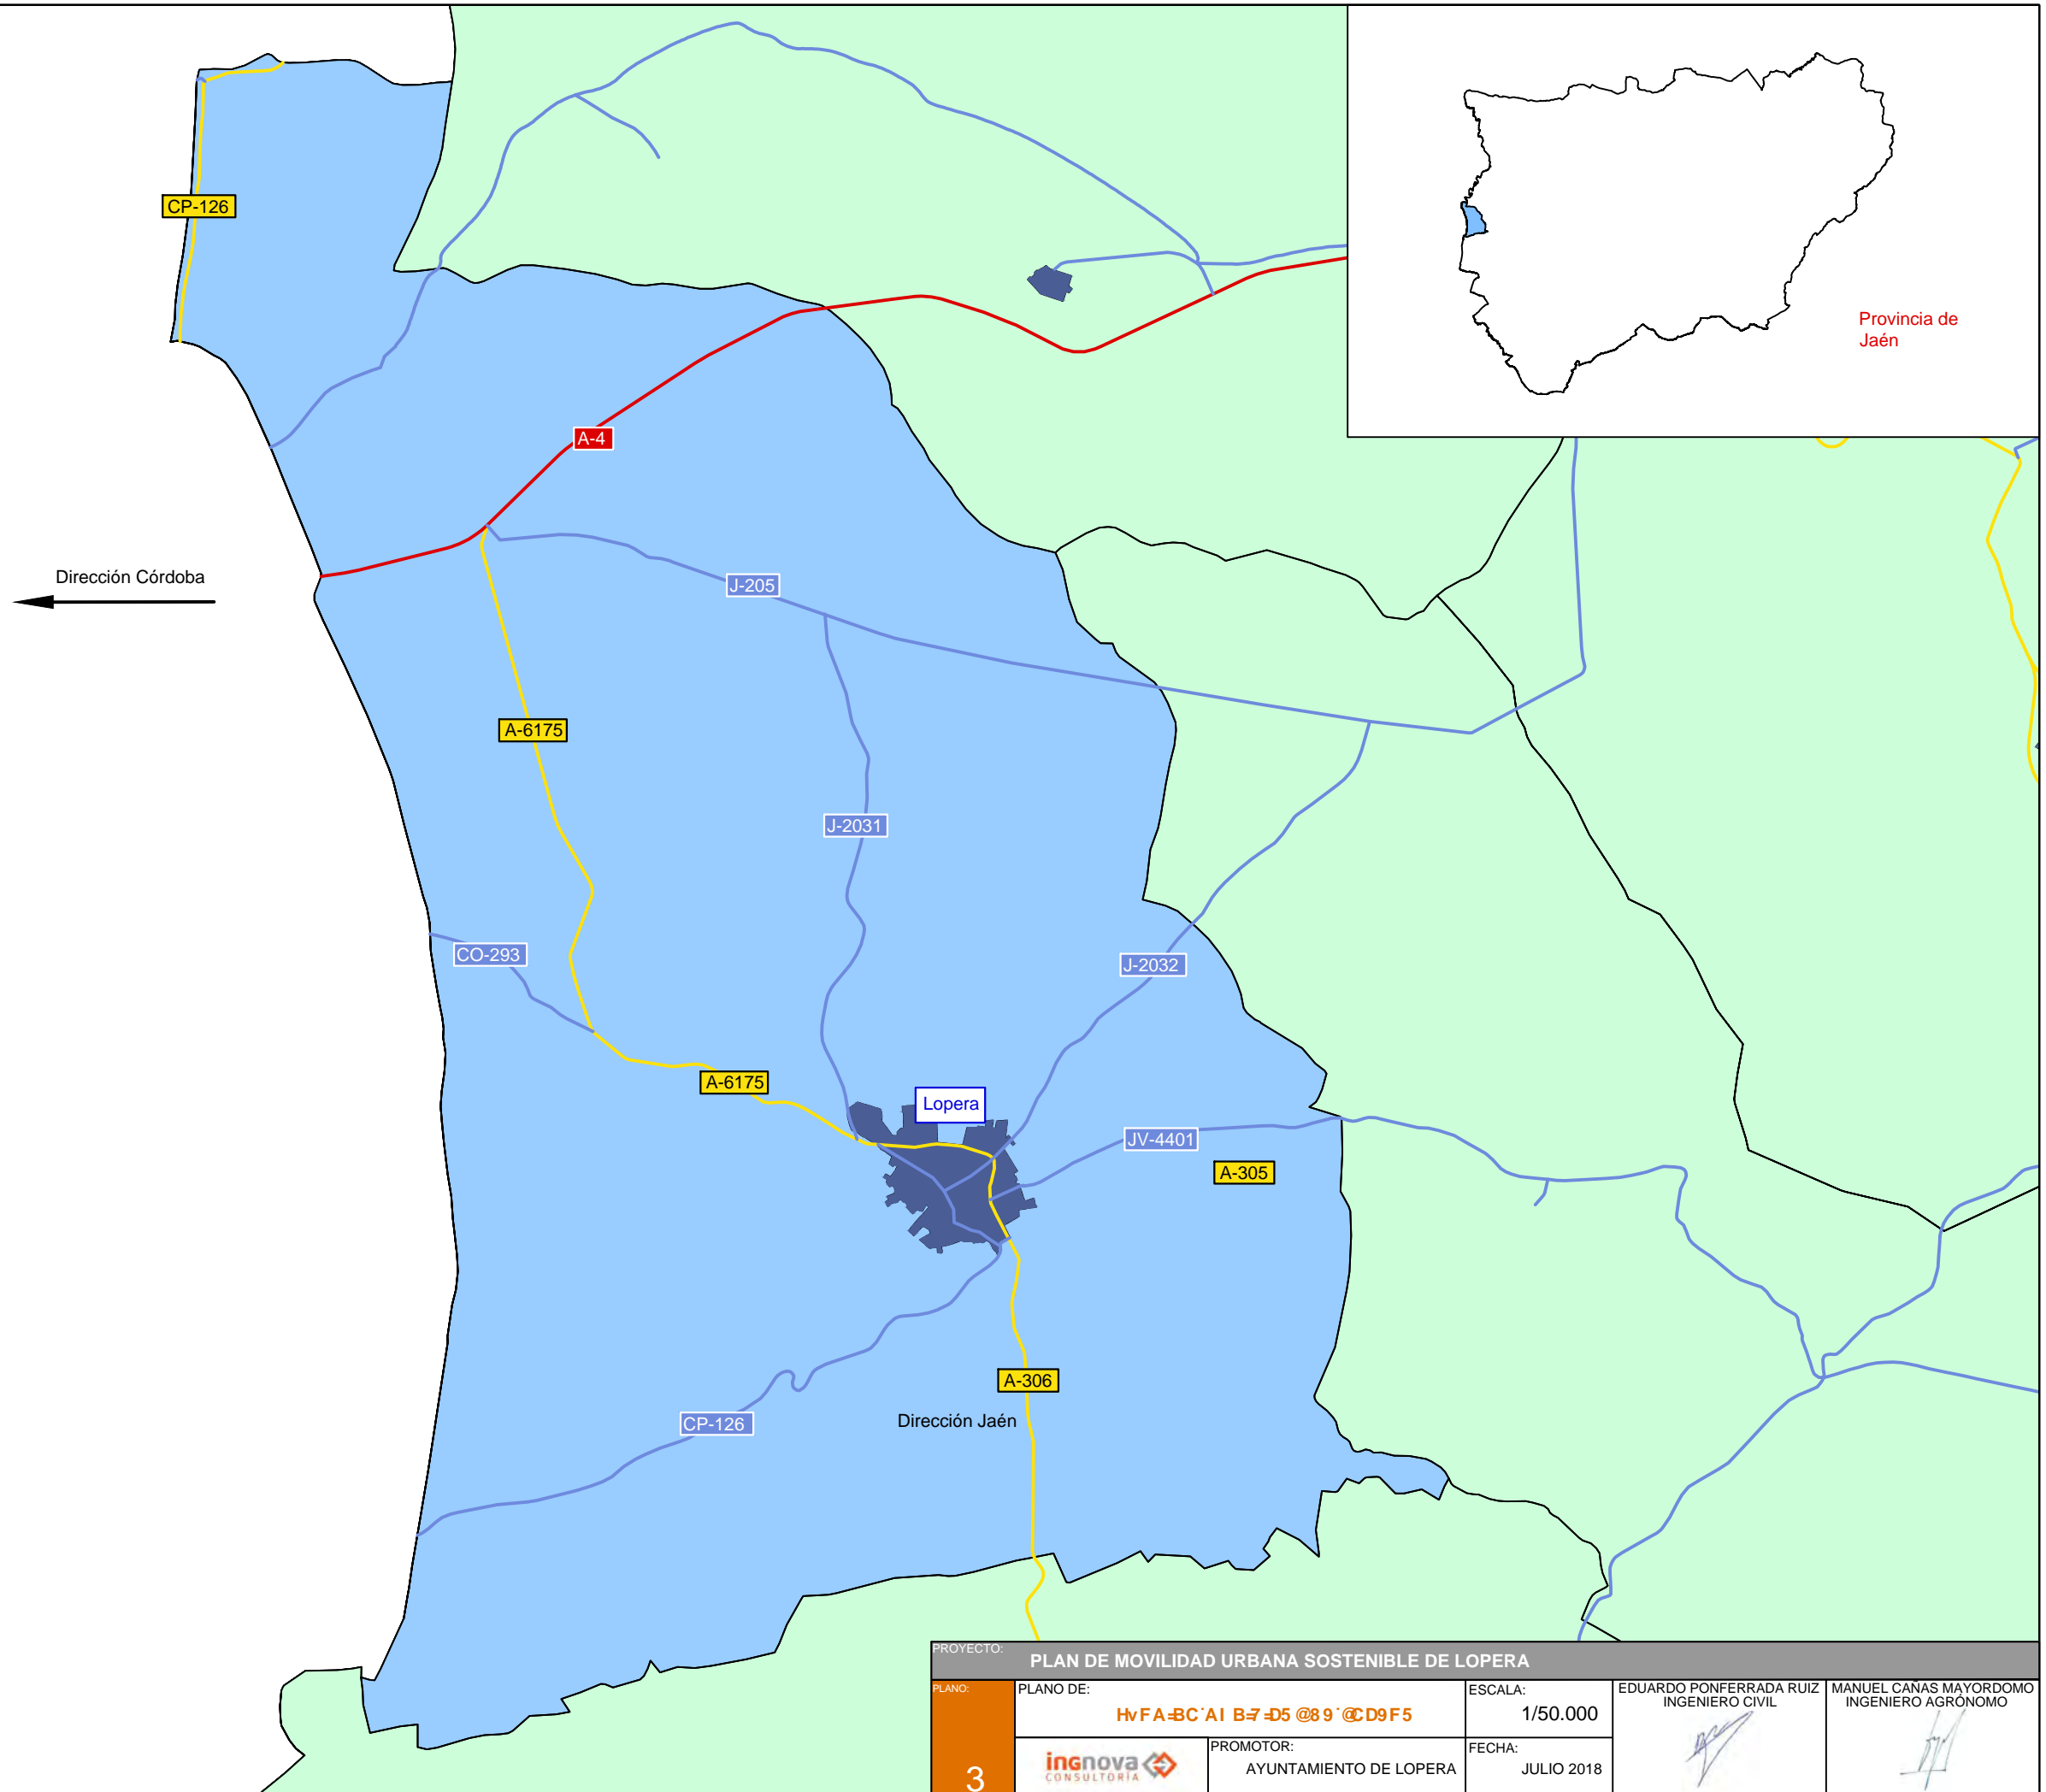 CP-126
Provincia de
Jaén
A-4
Dirección Córdoba
J-205
A-6175
J-2031
CO-293
J-2032
A-6175
Lopera
JV-4401
A-305
A-306
Dirección Jaén
CP-126
PROYECTO:
PLAN DE MOVILIDAD URBANA SOSTENIBLE DE LOPERA
PLANO:
3
PLANO DE:
ESCALA:
1/50.000
EDUARDO PONFERRADA RUIZ
INGENIERO CIVIL
MANUEL CAÑAS MAYORDOMO
INGENIERO AGRÓNOMO
ingnova
CONSULTORÍA
PROMOTOR:
AYUNTAMIENTO DE LOPERA
FECHA:
JULIO 2018